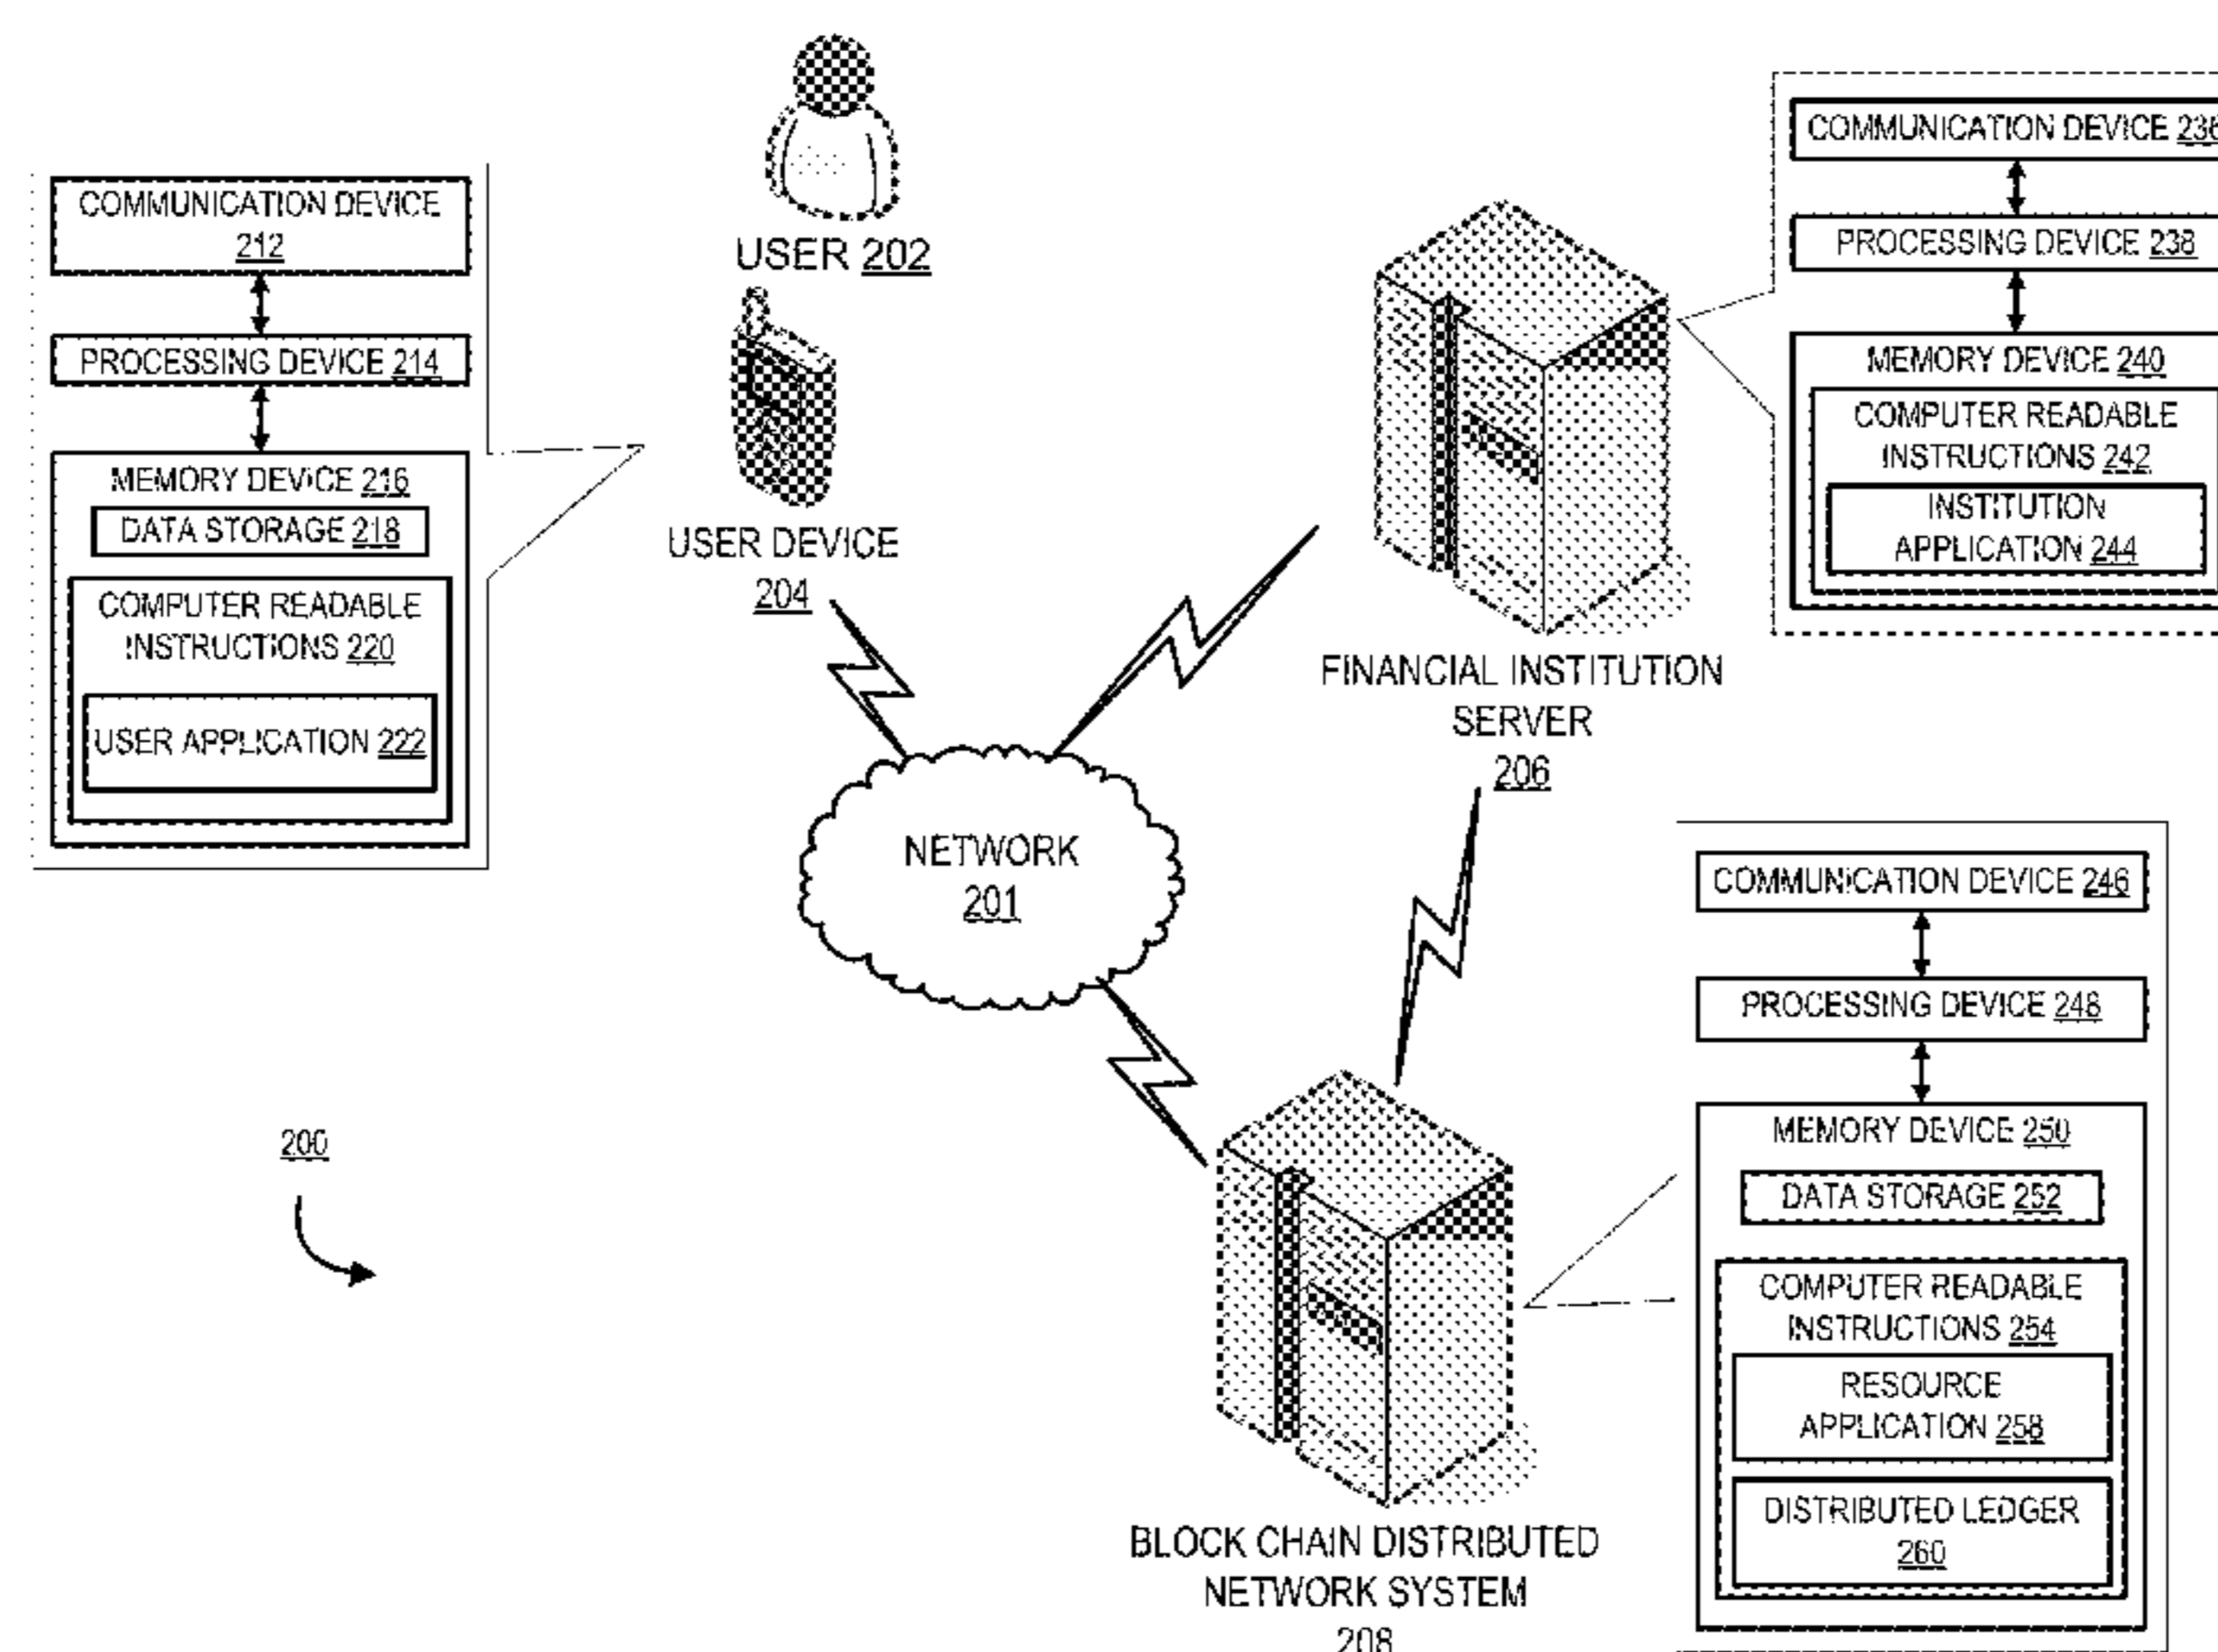 COMMUNICATION DEVICE
212
PROCESSING DEVICE 214
MEMORY DEVICE 216
DATA STORAGE 218
COMPUTER READABLE
INSTRUCTIONS 220
USER APPLICATION 222
USER 202
USER DEVICE
204
FINANCIAL INSTITUTION
SERVER
206
COMMUNICATION DEVICE 236
PROCESSING DEVICE 238
MEMORY DEVICE 240
COMPUTER READABLE
INSTRUCTIONS 242
INSTITUTION
APPLICATION 244
NETWORK
201
200
BLOCK CHAIN DISTRIBUTED
NETWORK SYSTEM
208
COMMUNICATION DEVICE 246
PROCESSING DEVICE 248
MEMORY DEVICE 250
DATA STORAGE 252
COMPUTER READABLE
INSTRUCTIONS 254
RESOURCE
APPLICATION 258
DISTRIBUTED LEDGER
260